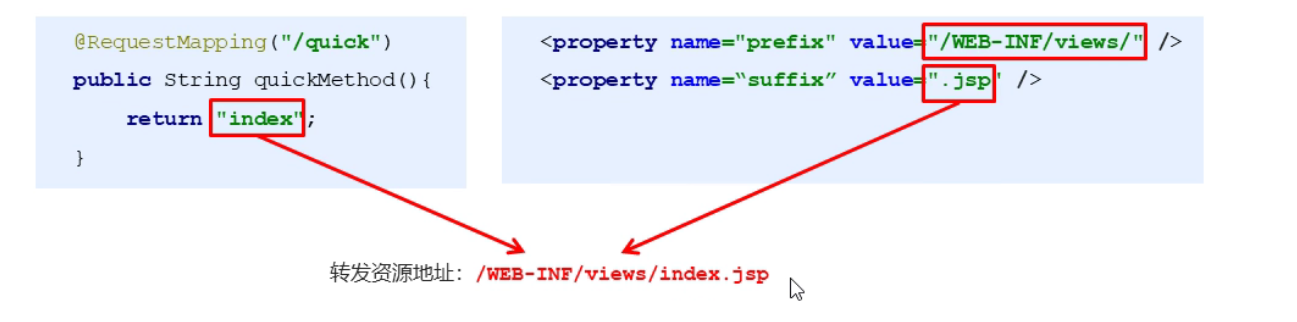 @RequestMapping("/quick")
public String quickMethod(){
return "index";
}
<property name="prefix" value="/WEB-INF/views/" />
<property name=“suffix” value=".jsp" />
转发资源地址：/WEB-INF/views/index.jsp